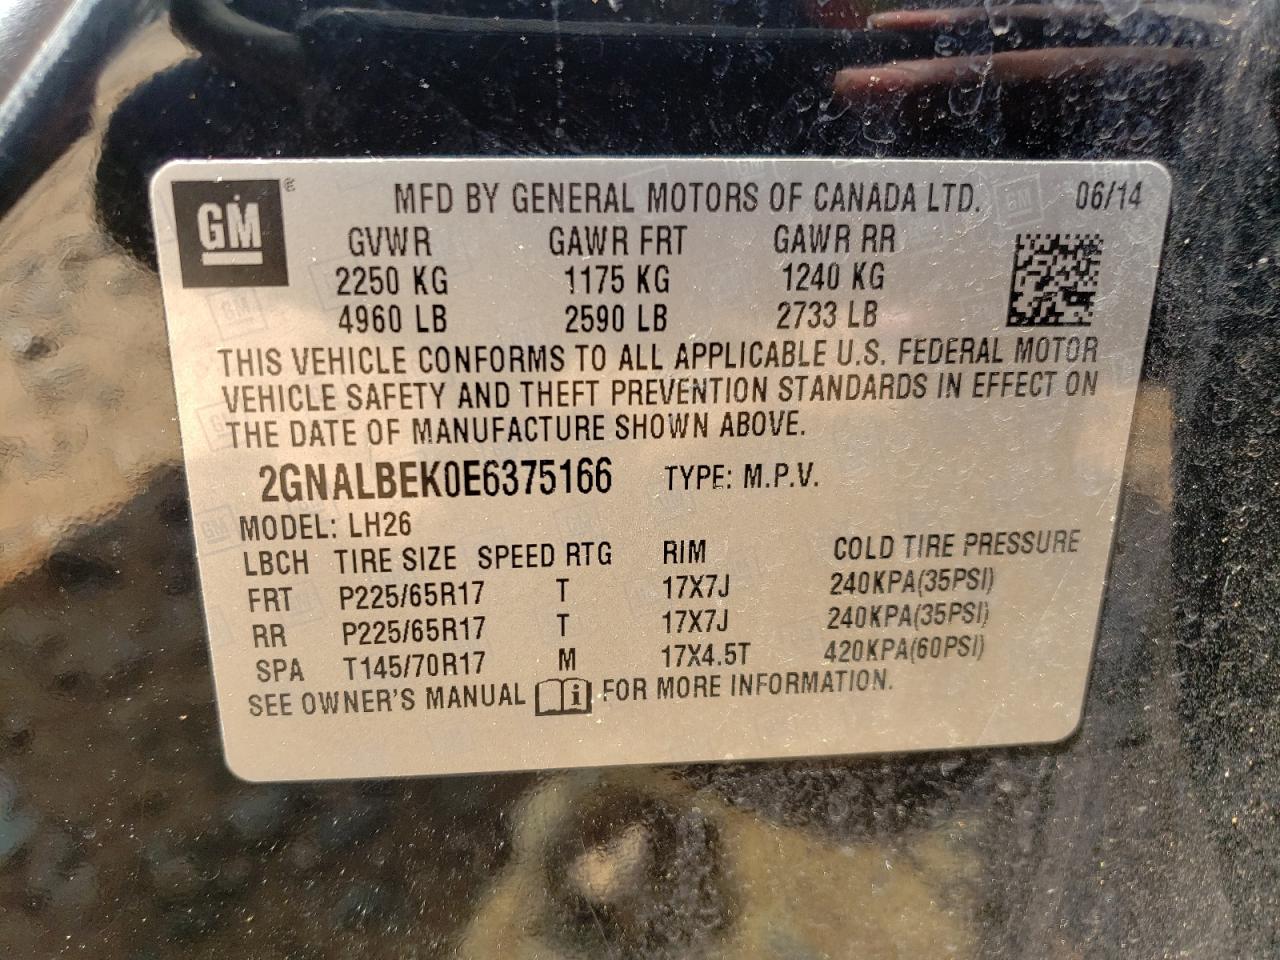 GM ® MFD BY GENERAL MOTORS OF CANADA LTD. 06/14
GVWR GAWR FRT GAWR RR
2250 KG 1175 KG 1240 KG
4960 LB 2590 LB 2733 LB
THIS VEHICLE CONFORMS TO ALL APPLICABLE U.S. FEDERAL MOTOR
VEHICLE SAFETY AND THEFT PREVENTION STANDARDS IN EFFECT ON
THE DATE OF MANUFACTURE SHOWN ABOVE.
2GNALBEK0E6375166 TYPE: M.P.V.
MODEL: LH26
LBCH TIRE SIZE SPEED RTG RIM COLD TIRE PRESSURE
FRT P225/65R17 T 17X7J 240KPA(35PSI)
RR P225/65R17 T 17X7J 240KPA(35PSI)
SPA T145/70R17 M 17X4.5T 420KPA(60PSI)
SEE OWNER'S MANUAL i FOR MORE INFORMATION.